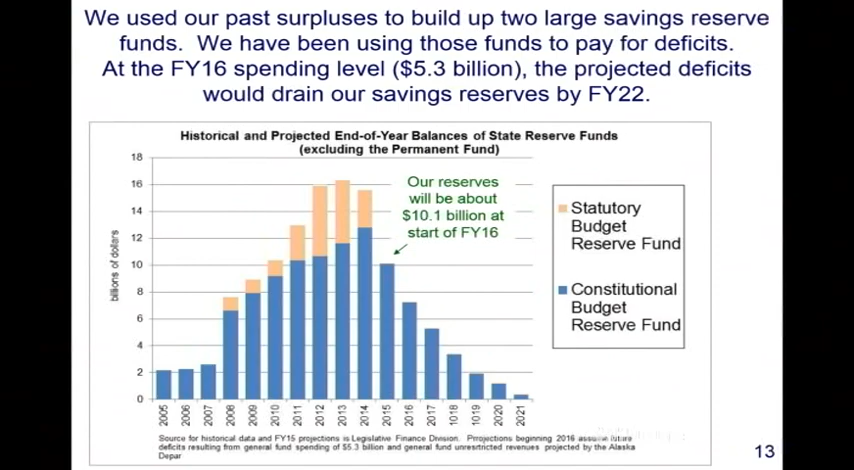 We used our past surpluses to build up two large savings reserve
funds. We have been using those funds to pay for deficits.
At the FY16 spending level ($5.3 billion), the projected deficits
would drain our savings reserves by FY22.
Historical and Projected End-of-Year Balances of State Reserve Funds
(excluding the Permanent Fund)
18
16
14
12
10
8
6
4
2
0
billions of dollars
Our reserves
will be about
$10.1 billion at
start of FY16
Statutory
Budget
Reserve Fund
Constitutional
Budget
Reserve Fund
2005
2006
2007
2008
2009
2010
2011
2012
2013
2014
2015
2016
2017
1018
1019
2020
2021
Source for historical data and FY15 projections is Legislative Finance Division. Projections beginning 2016 assume future
deficits resulting from general fund spending of $5.3 billion and general fund unrestricted revenues projected by the Alaska
Depar
13